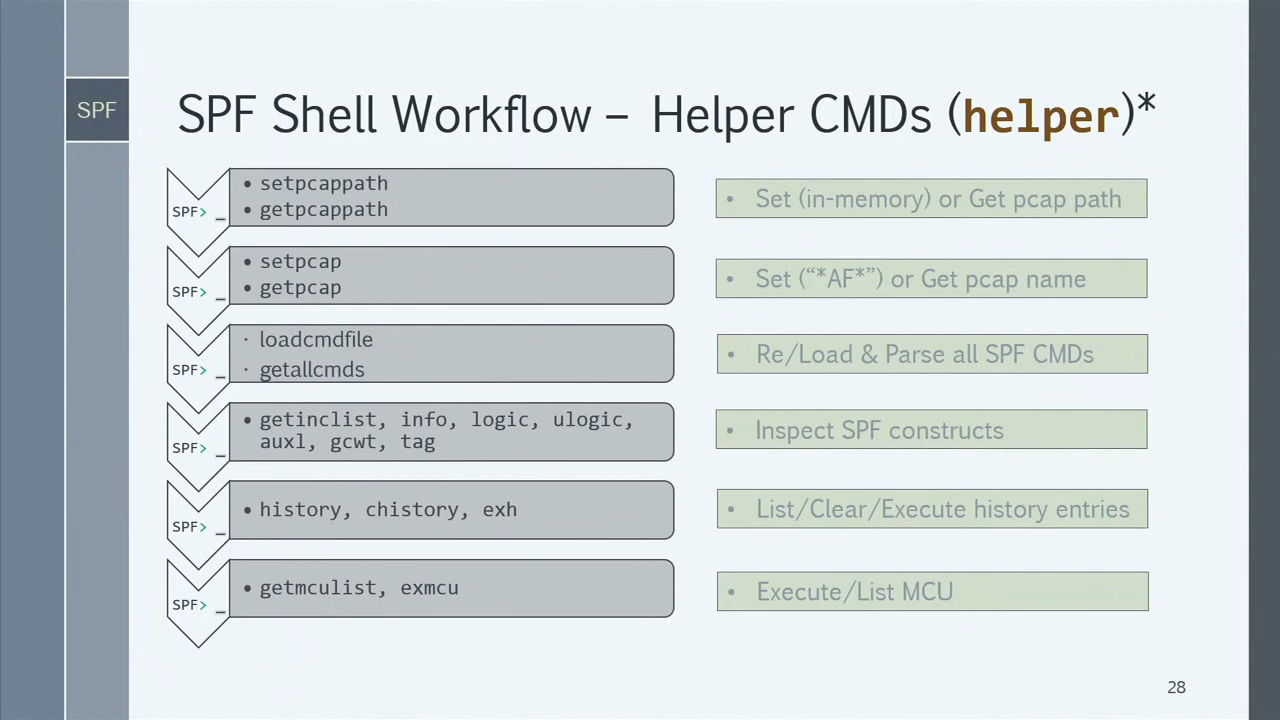 SPF
SPF Shell Workflow – Helper CMDs (helper)*
SPF> _
• setpcappath
• getpcappath
• Set (in-memory) or Get pcap path
SPF> _
• setpcap
• getpcap
• Set (“*AF*”) or Get pcap name
SPF> _
· loadcmdfile
· getallcmds
• Re/Load & Parse all SPF CMDs
SPF> _
• getinclist, info, logic, ulogic,
auxl, gcwt, tag
• Inspect SPF constructs
SPF> _
• history, chistory, exh
• List/Clear/Execute history entries
SPF> _
• getmculist, exmcu
• Execute/List MCU
28